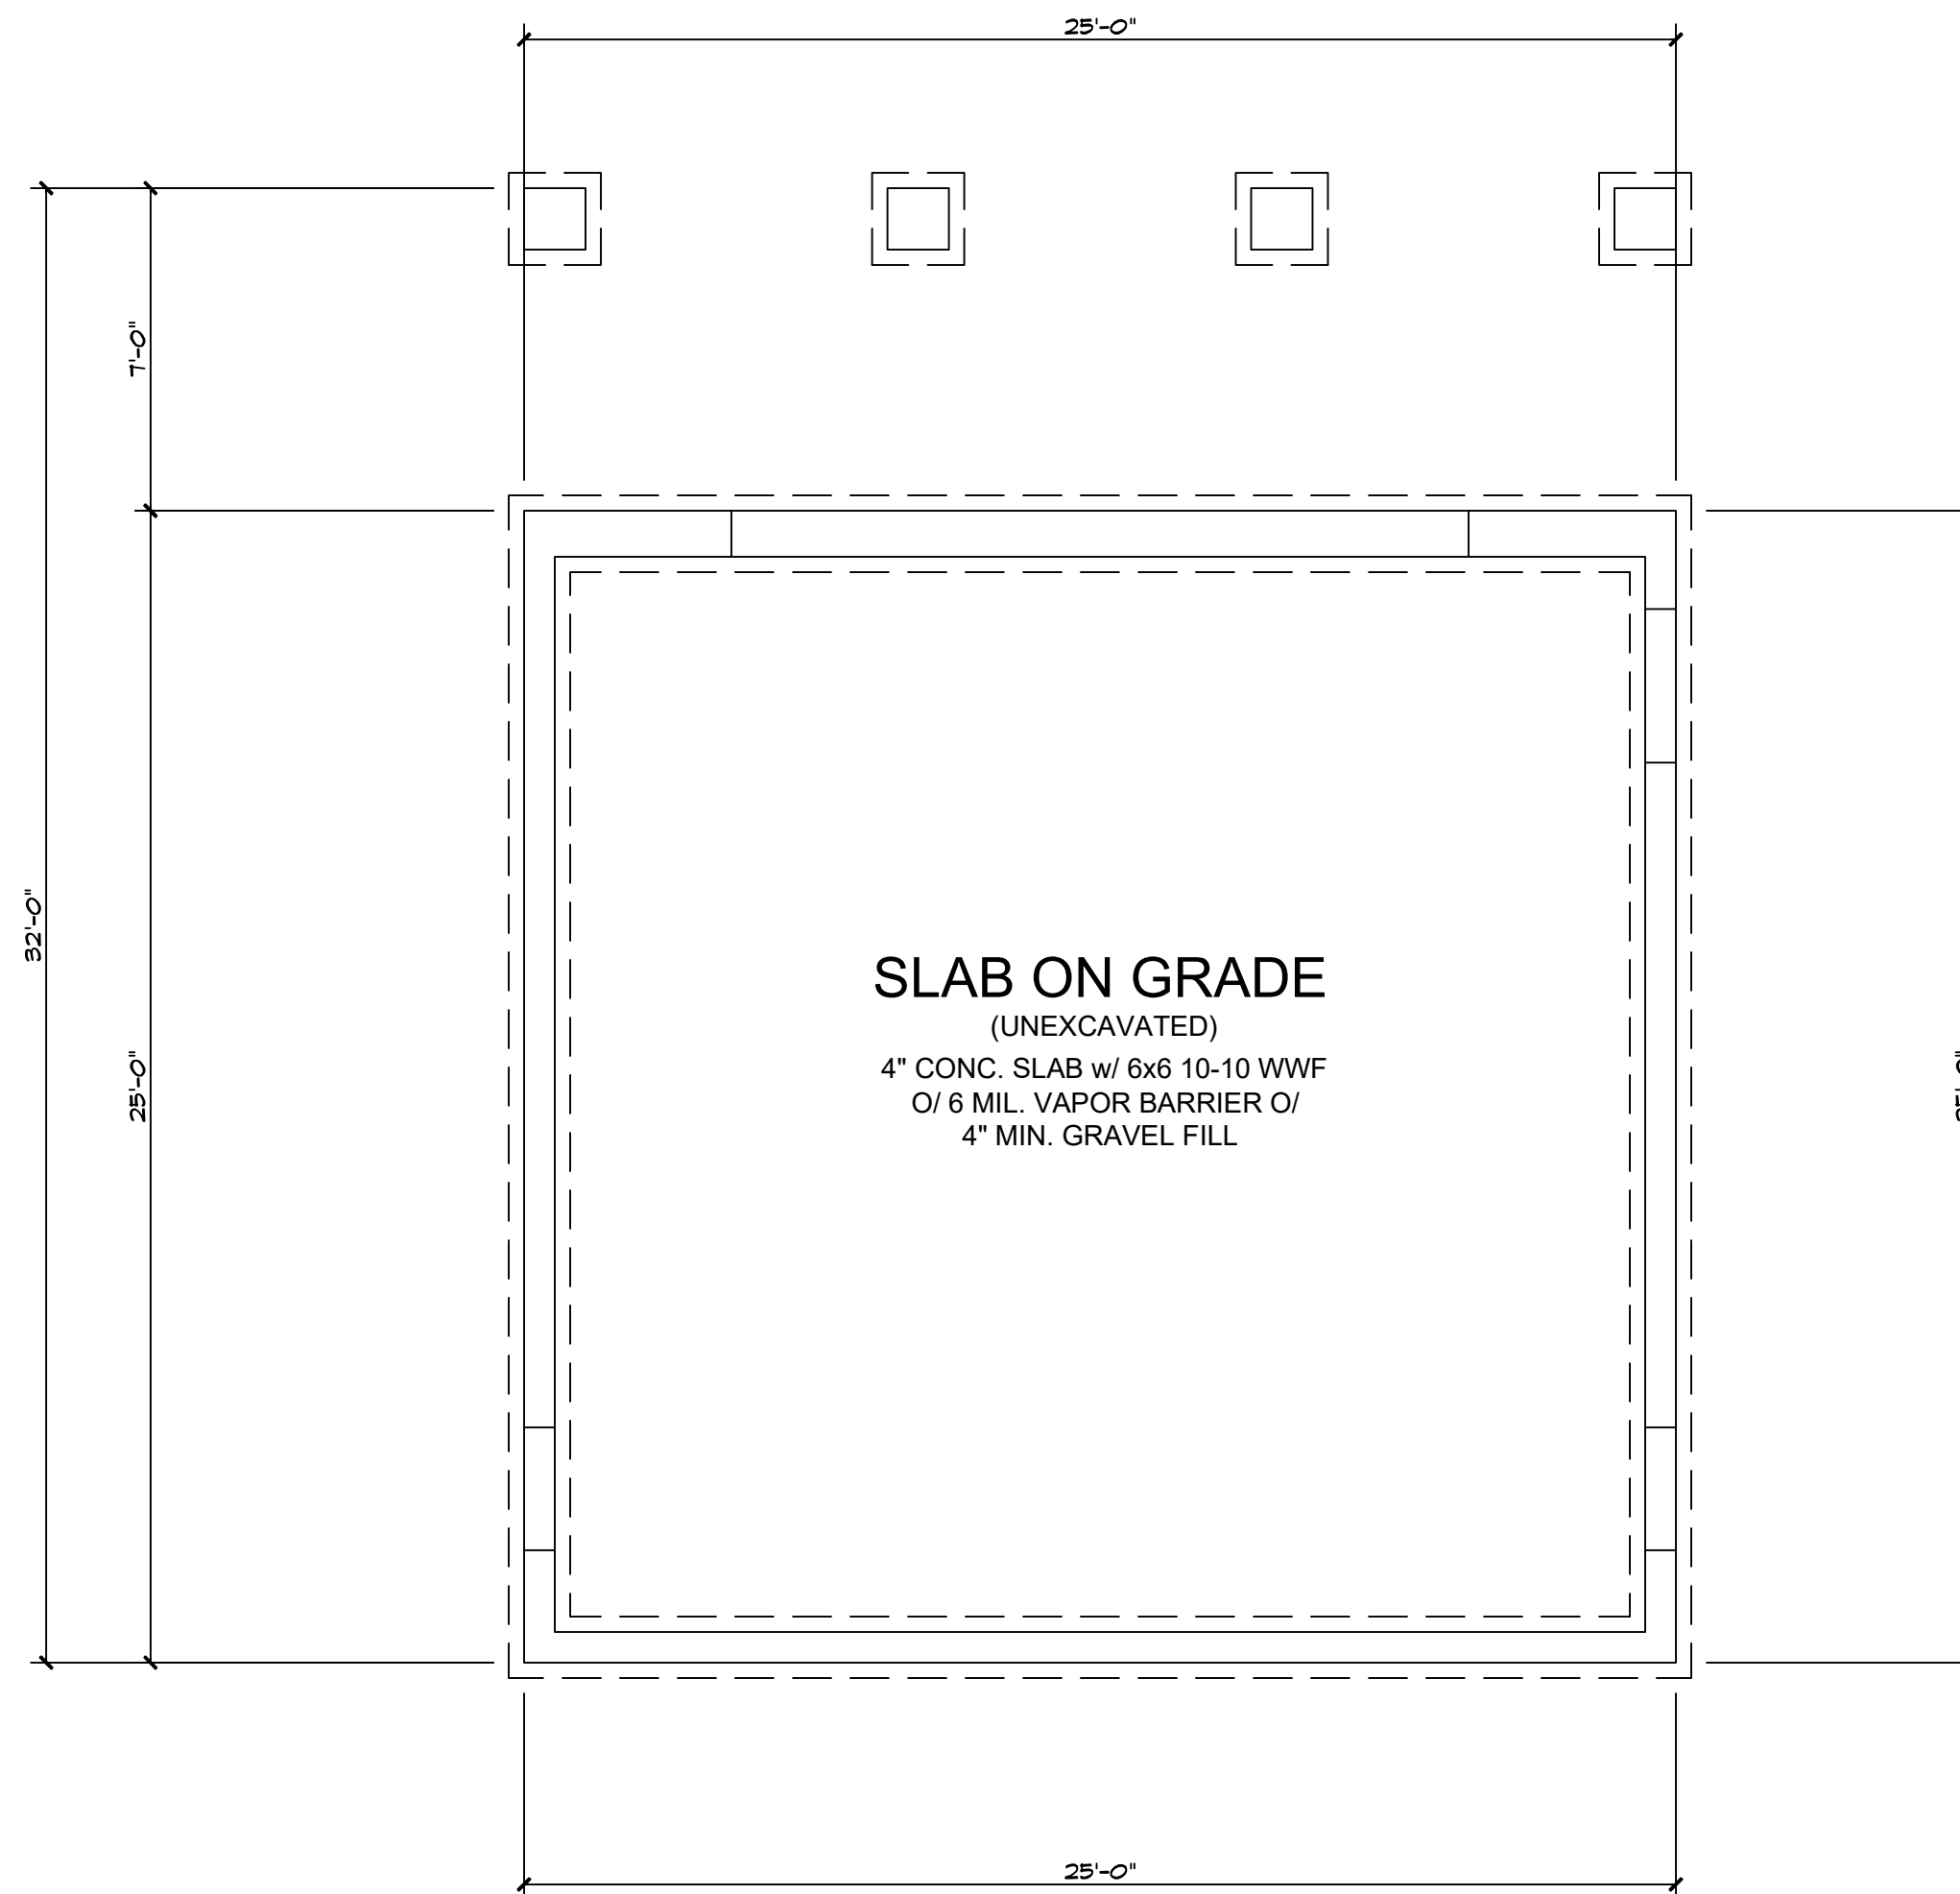 25'-0"
7'-0"
32'-0"
25'-0"
SLAB ON GRADE
(UNEXCAVATED)
4" CONC. SLAB w/ 6x6 10-10 WWF
O/ 6 MIL. VAPOR BARRIER O/
4" MIN. GRAVEL FILL
25'-0"